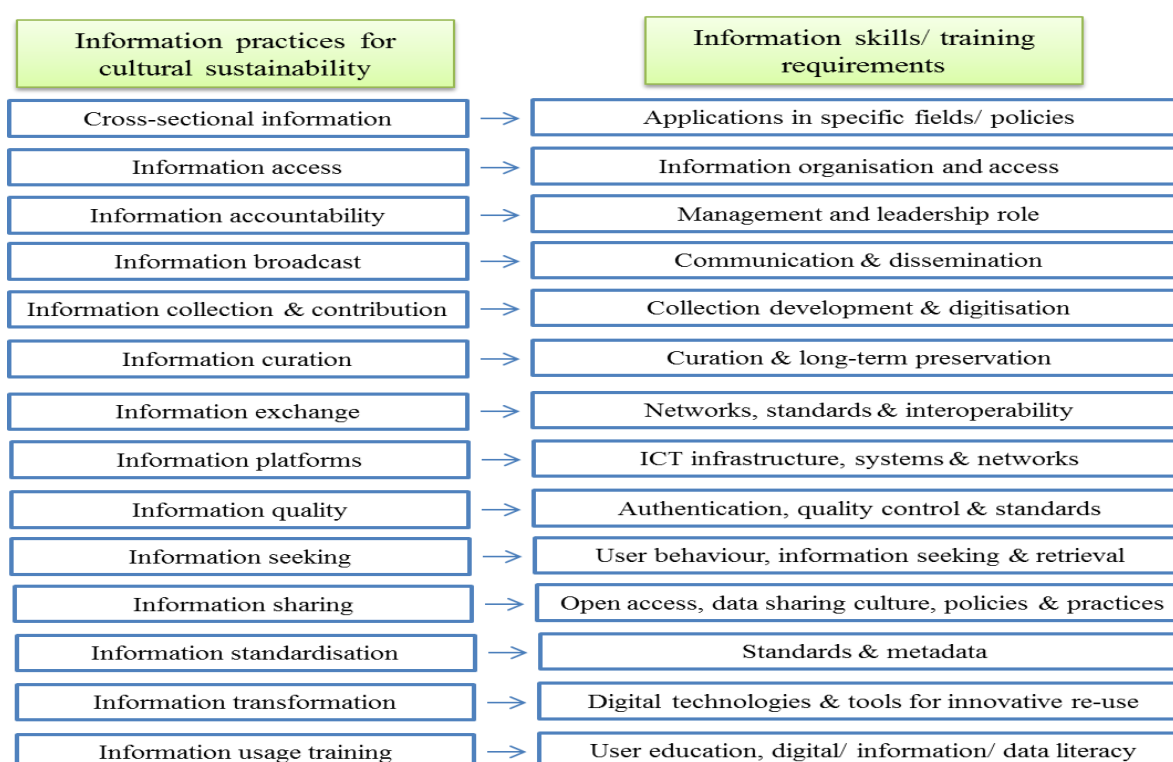 Information practices for
cultural sustainability
Information skills/ training
requirements
Cross-sectional information
Applications in specific fields/ policies
Information access
Information organisation and access
Information accountability
Management and leadership role
Information broadcast
Communication & dissemination
Information collection & contribution
Collection development & digitisation
Information curation
Curation & long-term preservation
Information exchange
Networks, standards & interoperability
Information platforms
ICT infrastructure, systems & networks
Information quality
Authentication, quality control & standards
Information seeking
User behaviour, information seeking & retrieval
Information sharing
Open access, data sharing culture, policies & practices
Information standardisation
Standards & metadata
Information transformation
Digital technologies & tools for innovative re-use
Information usage training
User education, digital/ information/ data literacy